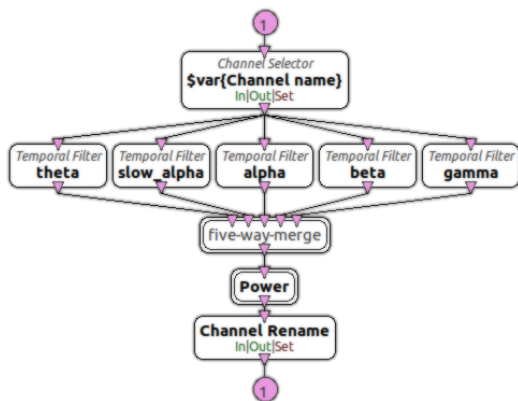 1
Channel Selector
$var{Channel name}
In|Out|Set
Temporal Filter
theta
Temporal Filter
slow_alpha
Temporal Filter
alpha
Temporal Filter
beta
Temporal Filter
gamma
five-way-merge
Power
Channel Rename
In|Out|Set
1